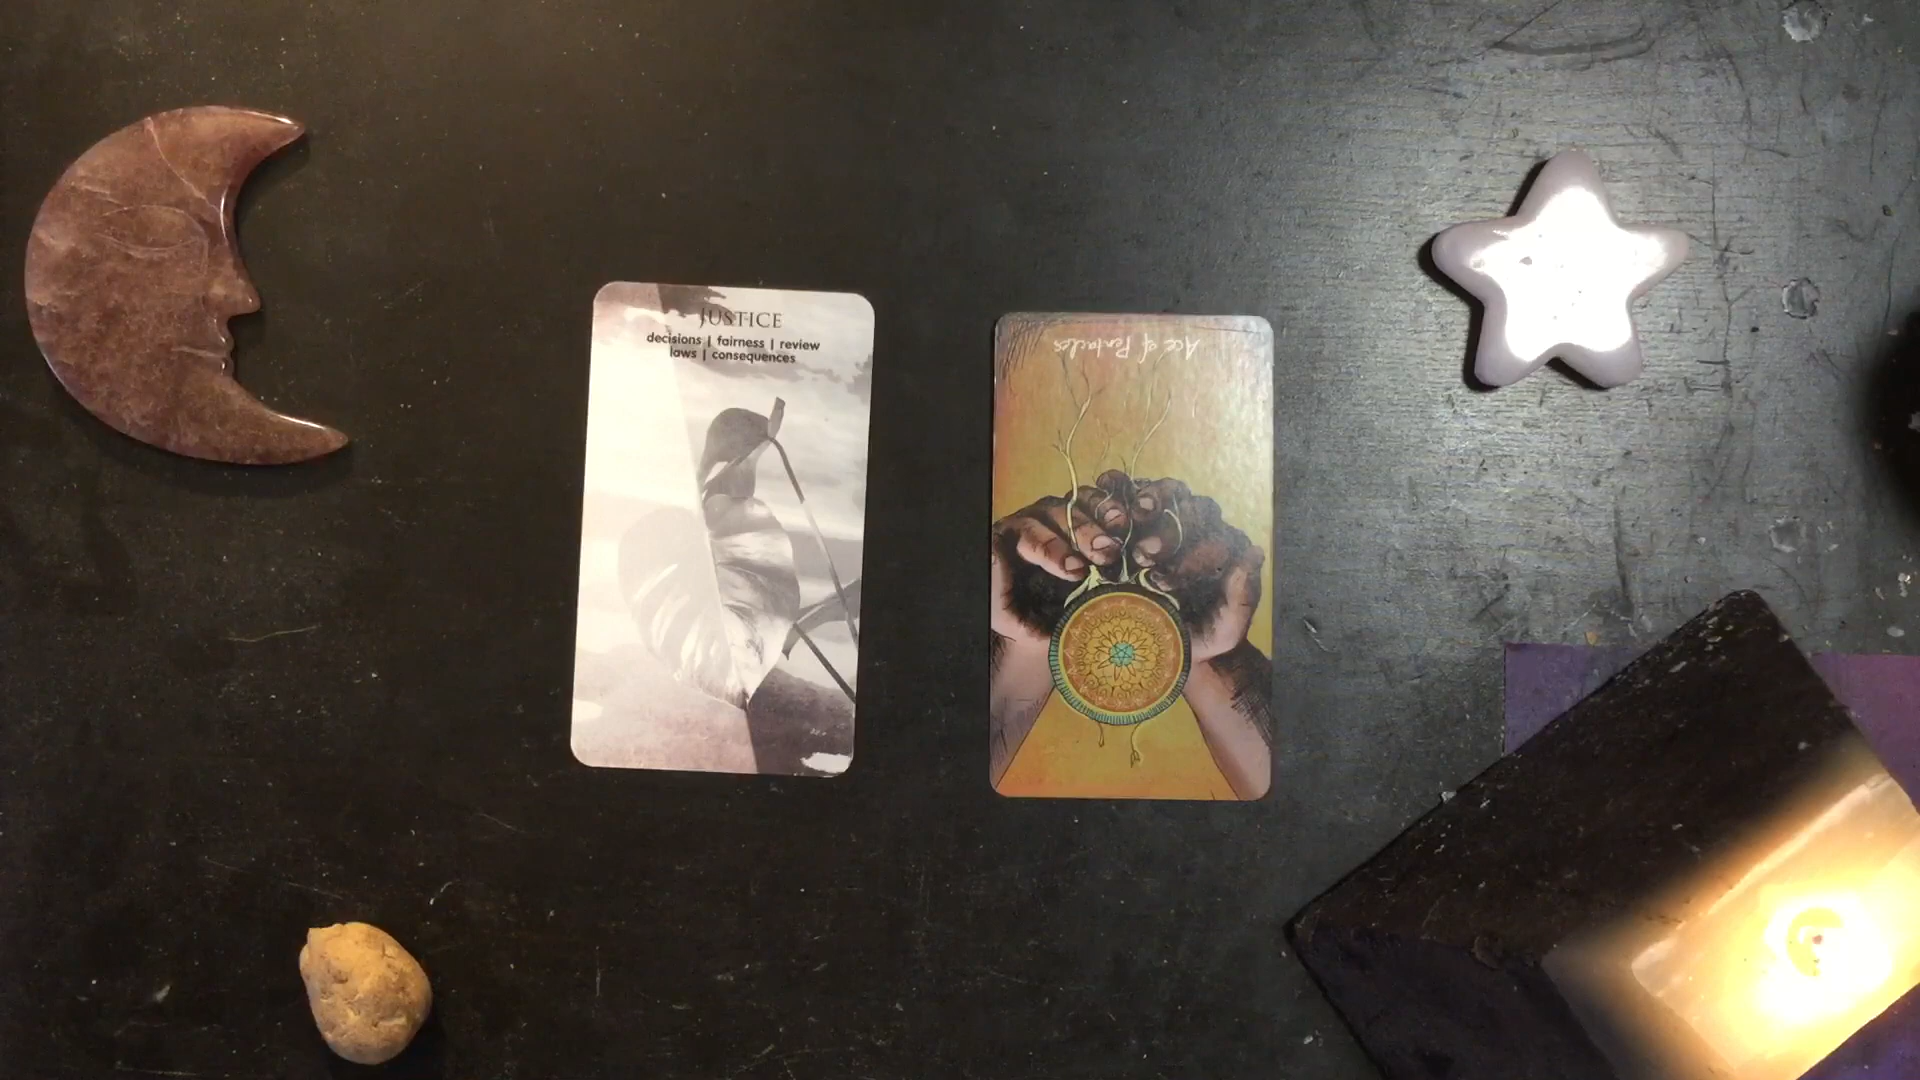 JUSTICE
decisions | fairness | review
laws | consequences
Ace of Pentacles